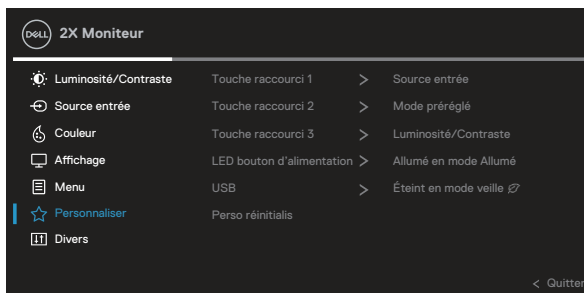 DELL 2X Moniteur
Luminosité/Contraste Touche raccourci 1 > Source entrée
Source entrée Touche raccourci 2 > Mode préréglé
Couleur Touche raccourci 3 > Luminosité/Contraste
Affichage LED bouton d'alimentation > Allumé en mode Allumé
Menu USB > Éteint en mode veille
Personnaliser Perso réinitialis
Divers
< Quitter